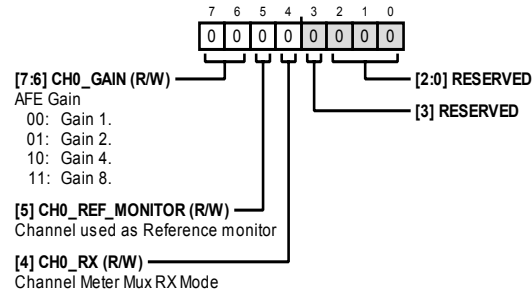 7 6 5 4 3 2 1 0
0 0 0 0 0 0 0 0
[7:6] CH0_GAIN (R/W)
AFE Gain
00: Gain 1.
01: Gain 2.
10: Gain 4.
11: Gain 8.
[5] CH0_REF_MONITOR (R/W)
Channel used as Reference monitor
[4] CH0_RX (R/W)
Channel Meter Mux RX Mode
[2:0] RESERVED
[3] RESERVED